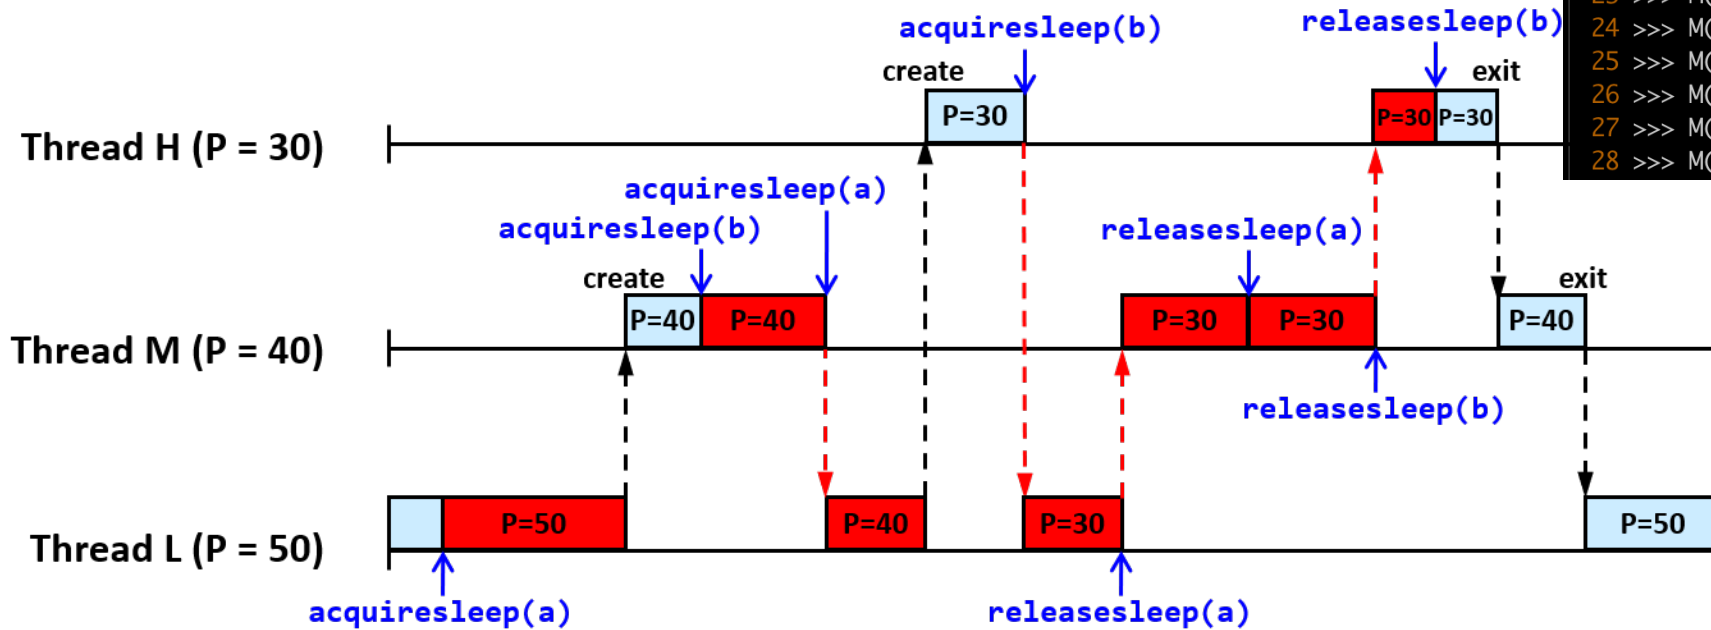 acquiresleep(b)
releasesleep(b)
create
exit
P=30
P=30
P=30
Thread H (P = 30)
acquiresleep(a)
acquiresleep(b)
releasesleep(a)
create
exit
P=40
P=40
P=30
P=30
P=40
Thread M (P = 40)
releasesleep(b)
P=50
P=40
P=30
P=50
Thread L (P = 50)
acquiresleep(a)
releasesleep(a)
24 >>> M(
25 >>> M(
26 >>> M(
27 >>> M(
28 >>> M(